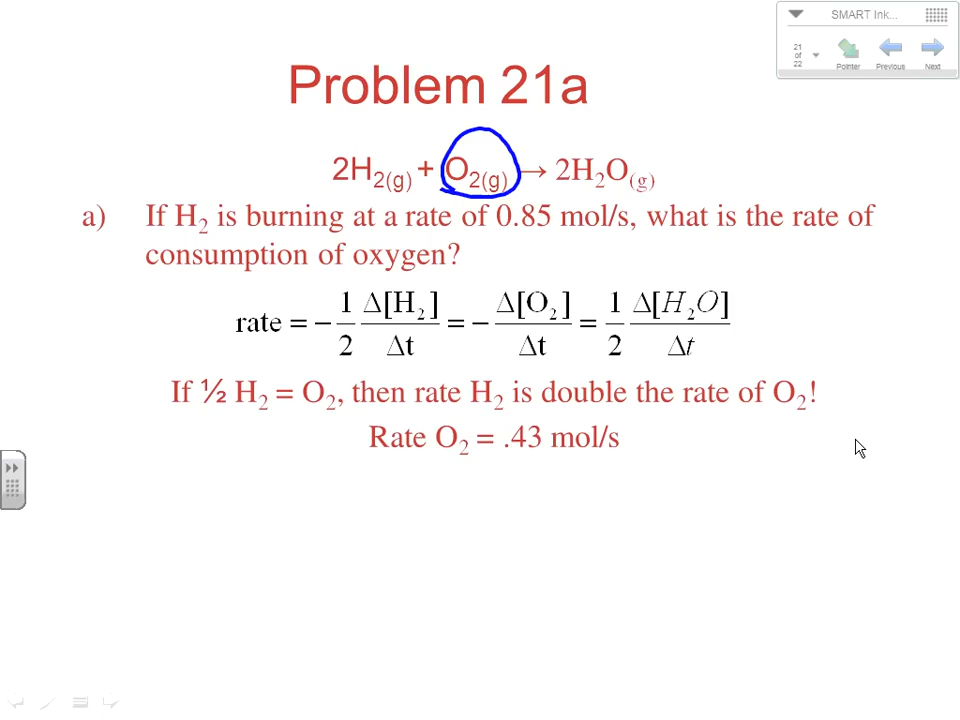 SMART Ink...
21 of 22
Pointer Previous Next
Problem 21a
2H2(g) + O2(g) → 2H2O(g)
a) If H2 is burning at a rate of 0.85 mol/s, what is the rate of
consumption of oxygen?
rate = − 1/2 Δ[H2]/Δt = − Δ[O2]/Δt = 1/2 Δ[H2O]/Δt
If ½ H2 = O2, then rate H2 is double the rate of O2!
Rate O2 = .43 mol/s